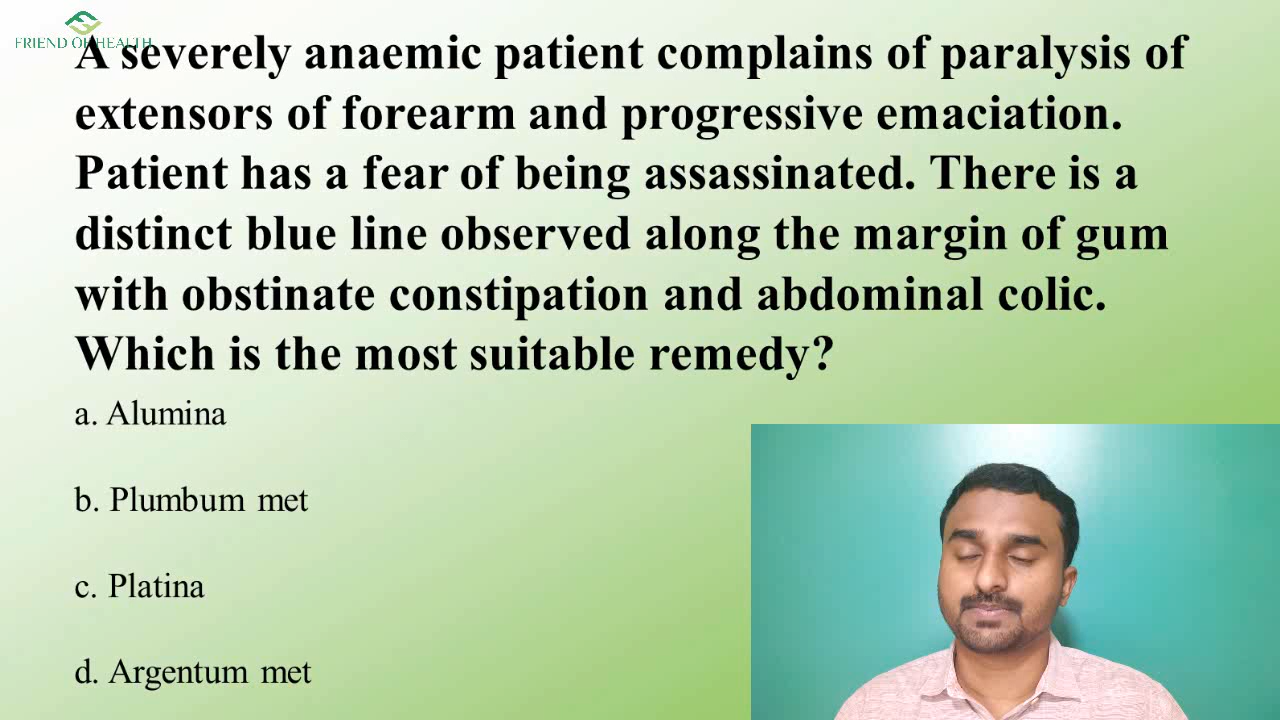 FRIEND OF HEALTH
A severely anaemic patient complains of paralysis of
extensors of forearm and progressive emaciation.
Patient has a fear of being assassinated. There is a
distinct blue line observed along the margin of gum
with obstinate constipation and abdominal colic.
Which is the most suitable remedy?
a. Alumina
b. Plumbum met
c. Platina
d. Argentum met